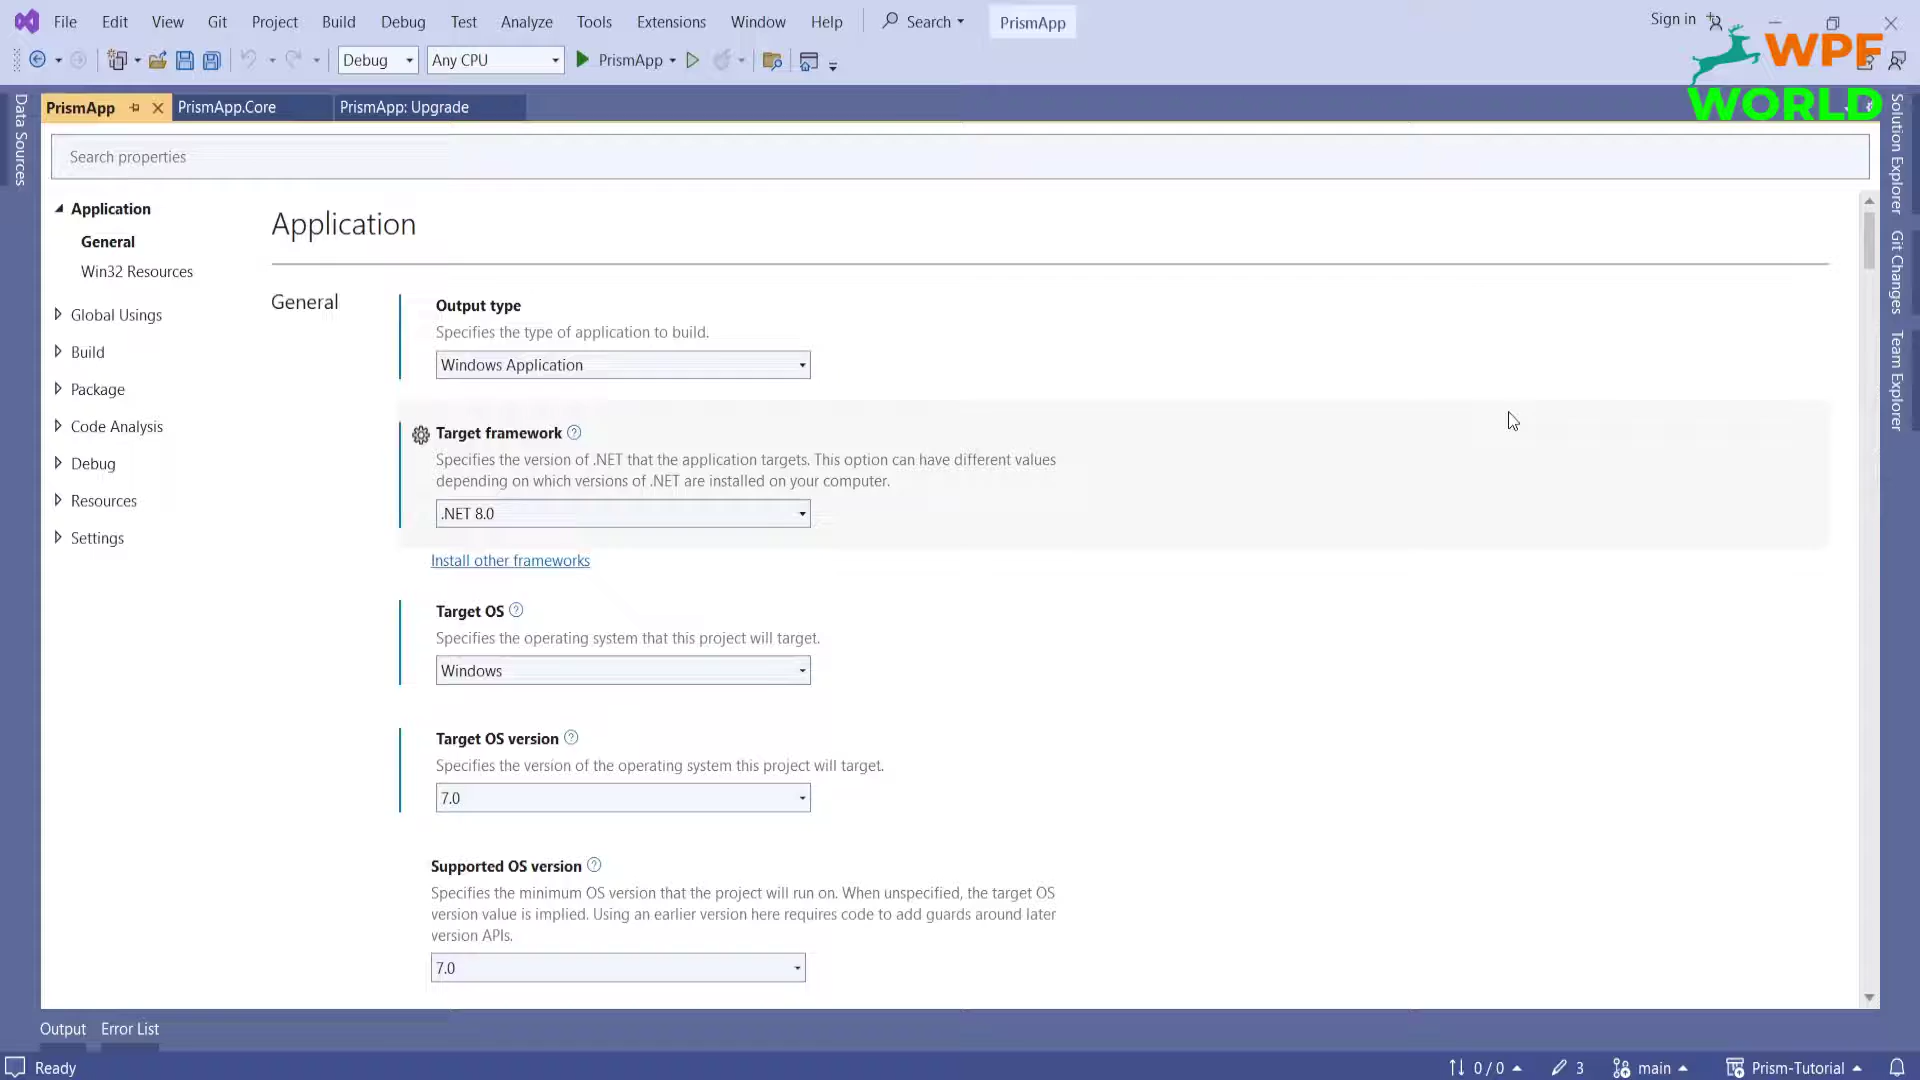 File Edit View Git Project Build Debug Test Analyze Tools Extensions Window Help Search PrismApp Sign in
Debug Any CPU PrismApp
WPF
WORLD
PrismApp PrismApp.Core PrismApp: Upgrade
Data Sources
Solution Explorer
Git Changes
Team Explorer
Search properties
Application
General
Win32 Resources
Global Usings
Build
Package
Code Analysis
Debug
Resources
Settings
Application
General
Output type
Specifies the type of application to build.
Windows Application
Target framework
Specifies the version of .NET that the application targets. This option can have different values
depending on which versions of .NET are installed on your computer.
.NET 8.0
Install other frameworks
Target OS
Specifies the operating system that this project will target.
Windows
Target OS version
Specifies the version of the operating system this project will target.
7.0
Supported OS version
Specifies the minimum OS version that the project will run on. When unspecified, the target OS
version value is implied. Using an earlier version here requires code to add guards around later
version APIs.
7.0
Output Error List
Ready 0 / 0 3 main Prism-Tutorial